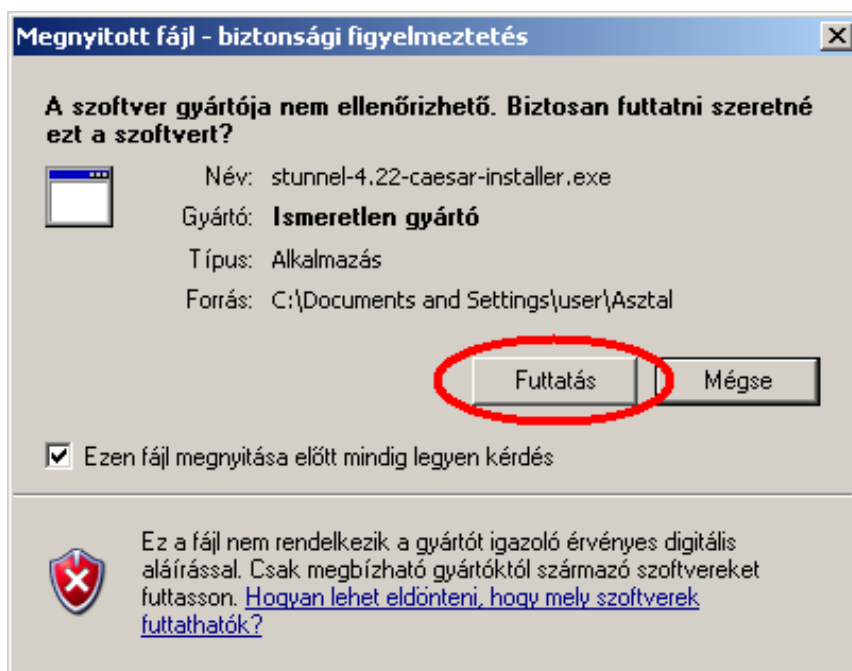 Megnyitott fájl - biztonsági figyelmeztetés
A szoftver gyártója nem ellenőrizhető. Biztosan futtatni szeretné
ezt a szoftvert?
Név: stunnel-4.22-caesar-installer.exe
Gyártó: Ismeretlen gyártó
Típus: Alkalmazás
Forrás: C:\Documents and Settings\user\Asztal
Futtatás Mégse
Ezen fájl megnyitása előtt mindig legyen kérdés
Ez a fájl nem rendelkezik a gyártót igazoló érvényes digitális
aláírással. Csak megbízható gyártóktól származó szoftvereket
futtasson. Hogyan lehet eldönteni, hogy mely szoftverek
futtathatók?